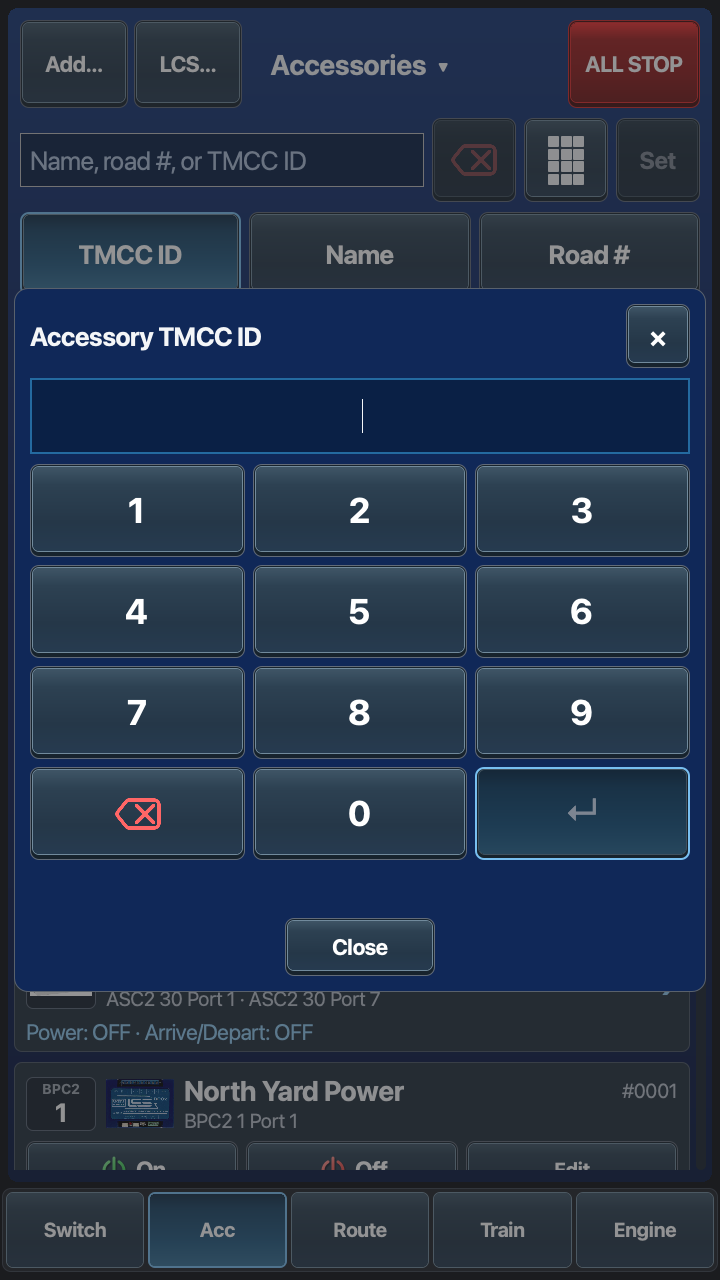 Add... LCS... Accessories ▼ ALL STOP
Name, road #, or TMCC ID Set
TMCC ID Name Road #
Accessory TMCC ID ×
1 2 3
4 5 6
7 8 9
0
Close
ASC2 30 Port 1 · ASC2 30 Port 7
Power: OFF · Arrive/Depart: OFF
BPC2 1 North Yard Power #0001
BPC2 1 Port 1
On Off Edit
Switch Acc Route Train Engine